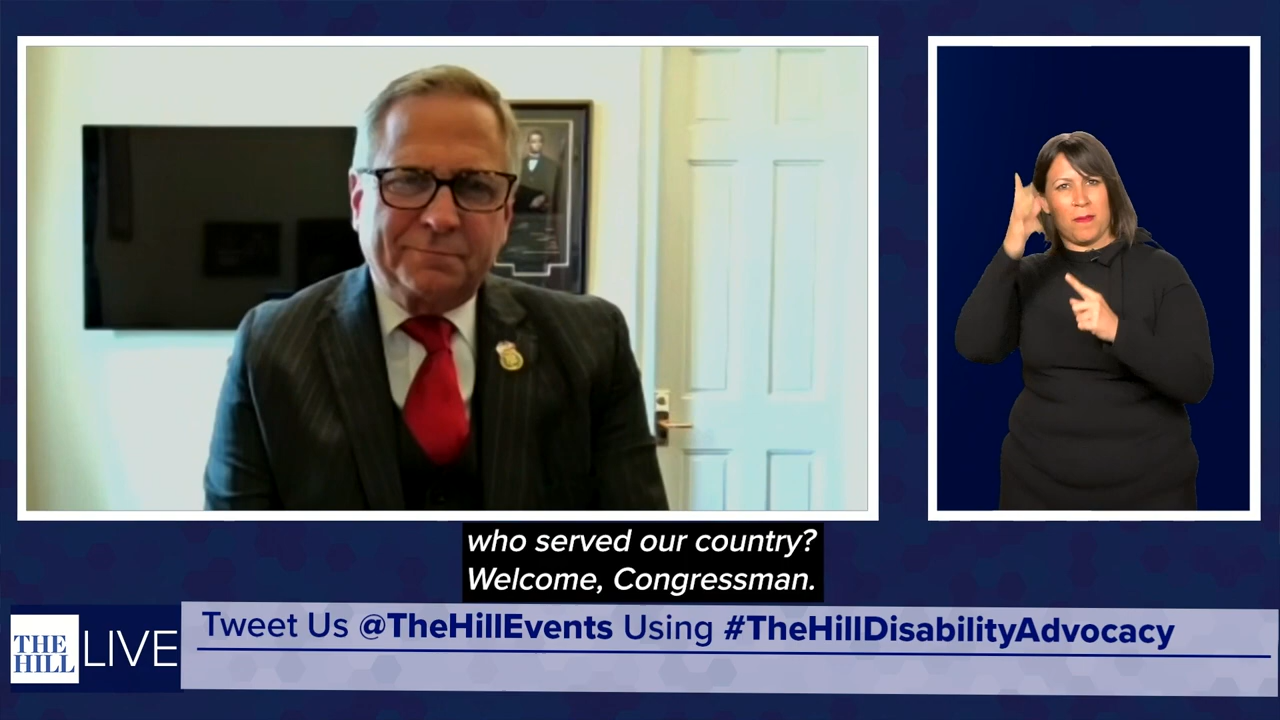 who served our country?
Welcome, Congressman.
THE HILL LIVE
Tweet Us @TheHillEvents Using #TheHillDisabilityAdvocacy